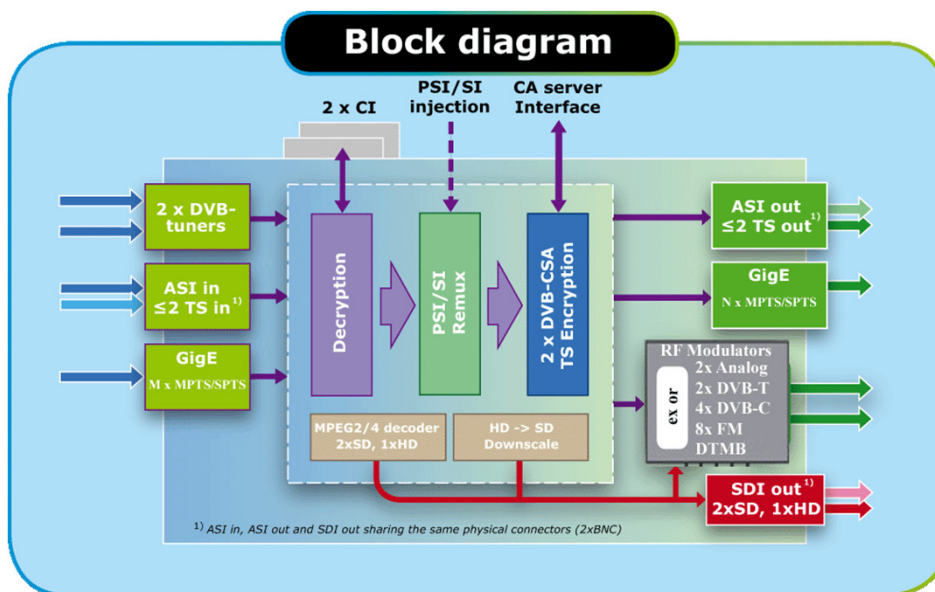 Block diagram
2 x CI
PSI/SI
injection
CA server
Interface
2 x DVB-
tuners
ASI in
≤2 TS in¹⁾
GigE
M x MPTS/SPTS
Decryption
PSI/SI
Remux
2 x DVB-CSA
TS Encryption
MPEG2/4 decoder
2xSD, 1xHD
HD -> SD
Downscale
ASI out
≤2 TS out¹⁾
GigE
N x MPTS/SPTS
RF Modulators
ex or
2x Analog
2x DVB-T
4x DVB-C
8x FM
DTMB
SDI out¹⁾
2xSD, 1xHD
¹⁾ ASI in, ASI out and SDI out sharing the same physical connectors (2xBNC)